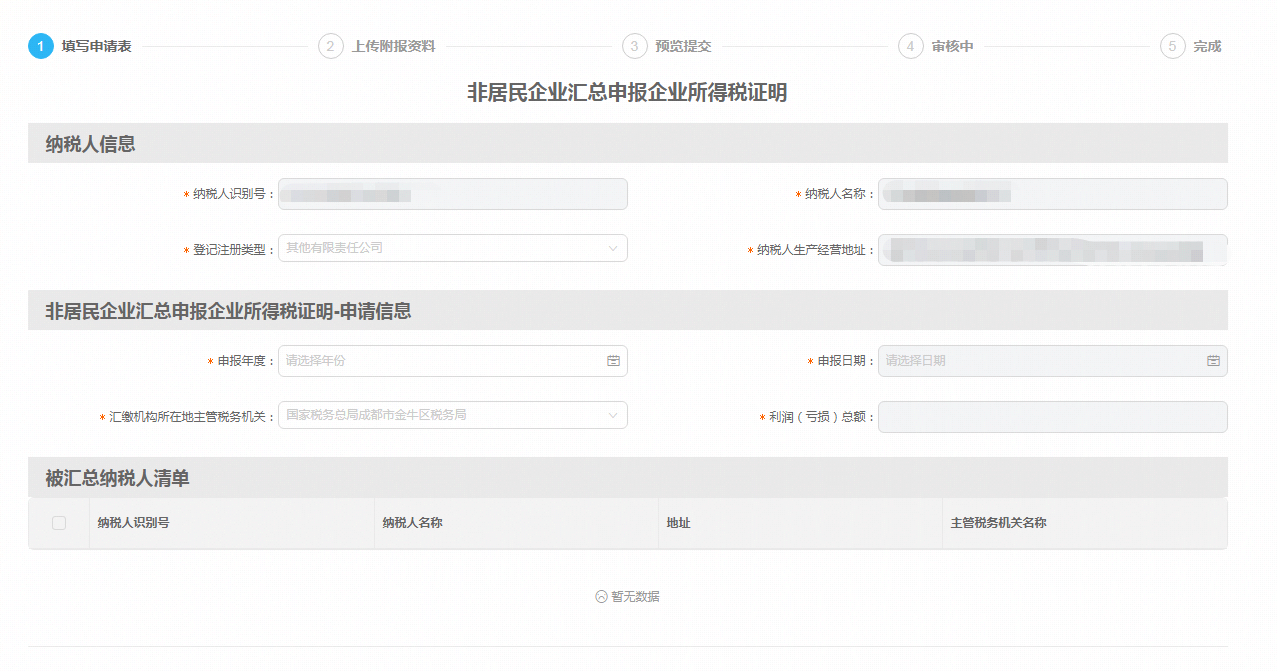 1 填写申请表 2 上传附报资料 3 预览提交 4 审核中 5 完成
非居民企业汇总申报企业所得税证明
纳税人信息
* 纳税人识别号： * 纳税人名称：
* 登记注册类型： 其他有限责任公司 * 纳税人生产经营地址：
非居民企业汇总申报企业所得税证明-申请信息
* 申报年度： 请选择年份 * 申报日期： 请选择日期
* 汇缴机构所在地主管税务机关： 国家税务总局成都市金牛区税务局 * 利润（亏损）总额：
被汇总纳税人清单
纳税人识别号 纳税人名称 地址 主管税务机关名称
暂无数据